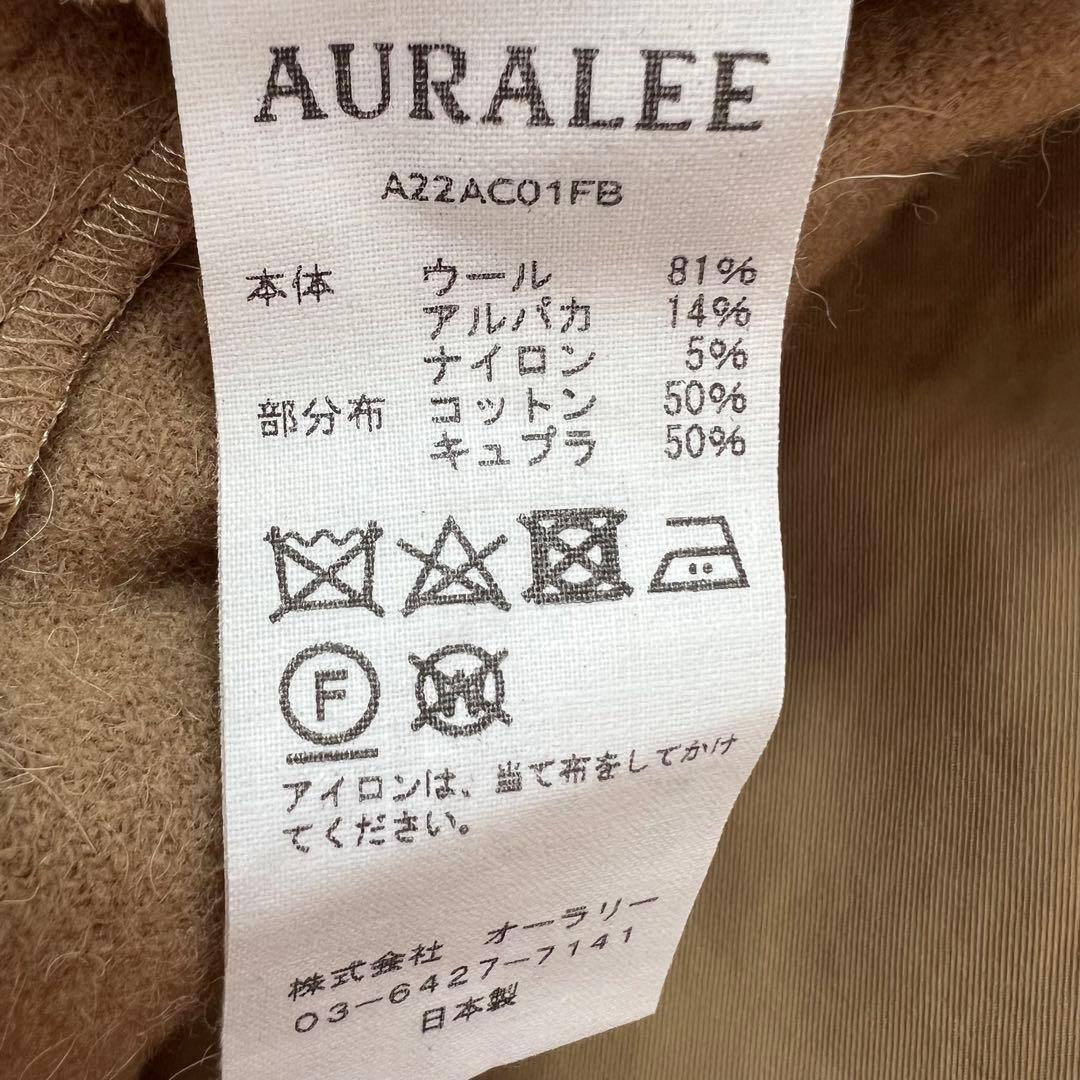 AURALEE
A22AC01FB
本体 ウール 81%
アルパカ 14%
ナイロン 5%
部分布 コットン 50%
キュプラ 50%
F W
アイロンは、当て布をしてかけ
てください。
株式会社 オーラリー
03-6427-7141
日本製